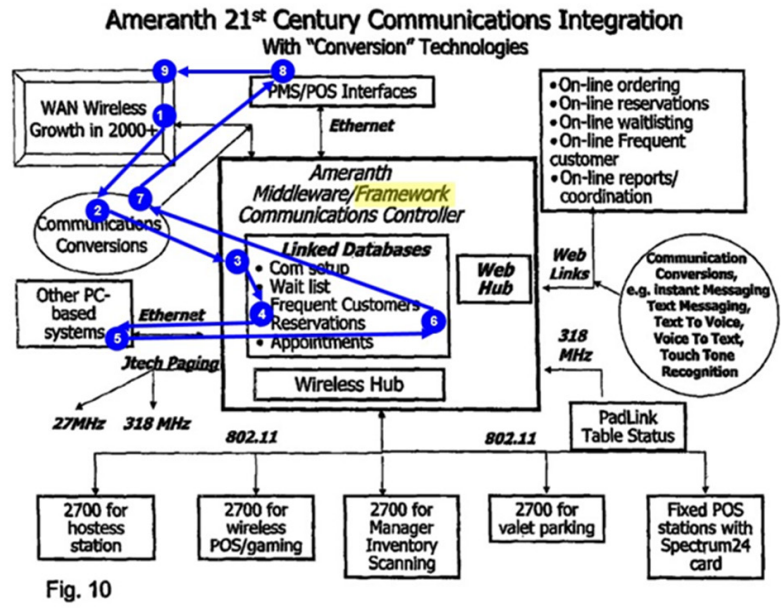 Ameranth 21st Century Communications Integration
With "Conversion" Technologies
9
8
WAN Wireless
1
Growth in 2000+
PMS/POS Interfaces
Ethernet
•On-line ordering
•On-line reservations
•On-line waitlisting
•On-line Frequent
customer
•On-line reports/
coordination
7
2
Communications
Conversions
Ameranth
Middleware/Framework
Communications Controller
Linked Databases
3
• Com setup
• Wait list
4
Frequent Customers
Reservations
6
• Appointments
Web
Hub
Web
Links
Communication
Conversions,
e.g. instant Messaging
Text Messaging,
Text To Voice,
Voice To Text,
Touch Tone
Recognition
Other PC-
based
systems
5
Ethernet
Jtech Paging
27MHz 318 MHz
Wireless Hub
318
MHz
PadLink
Table Status
802.11
802.11
2700 for
hostess
station
2700 for
wireless
POS/gaming
2700 for
Manager
Inventory
Scanning
2700 for
valet parking
Fixed POS
stations with
Spectrum24
card
Fig. 10